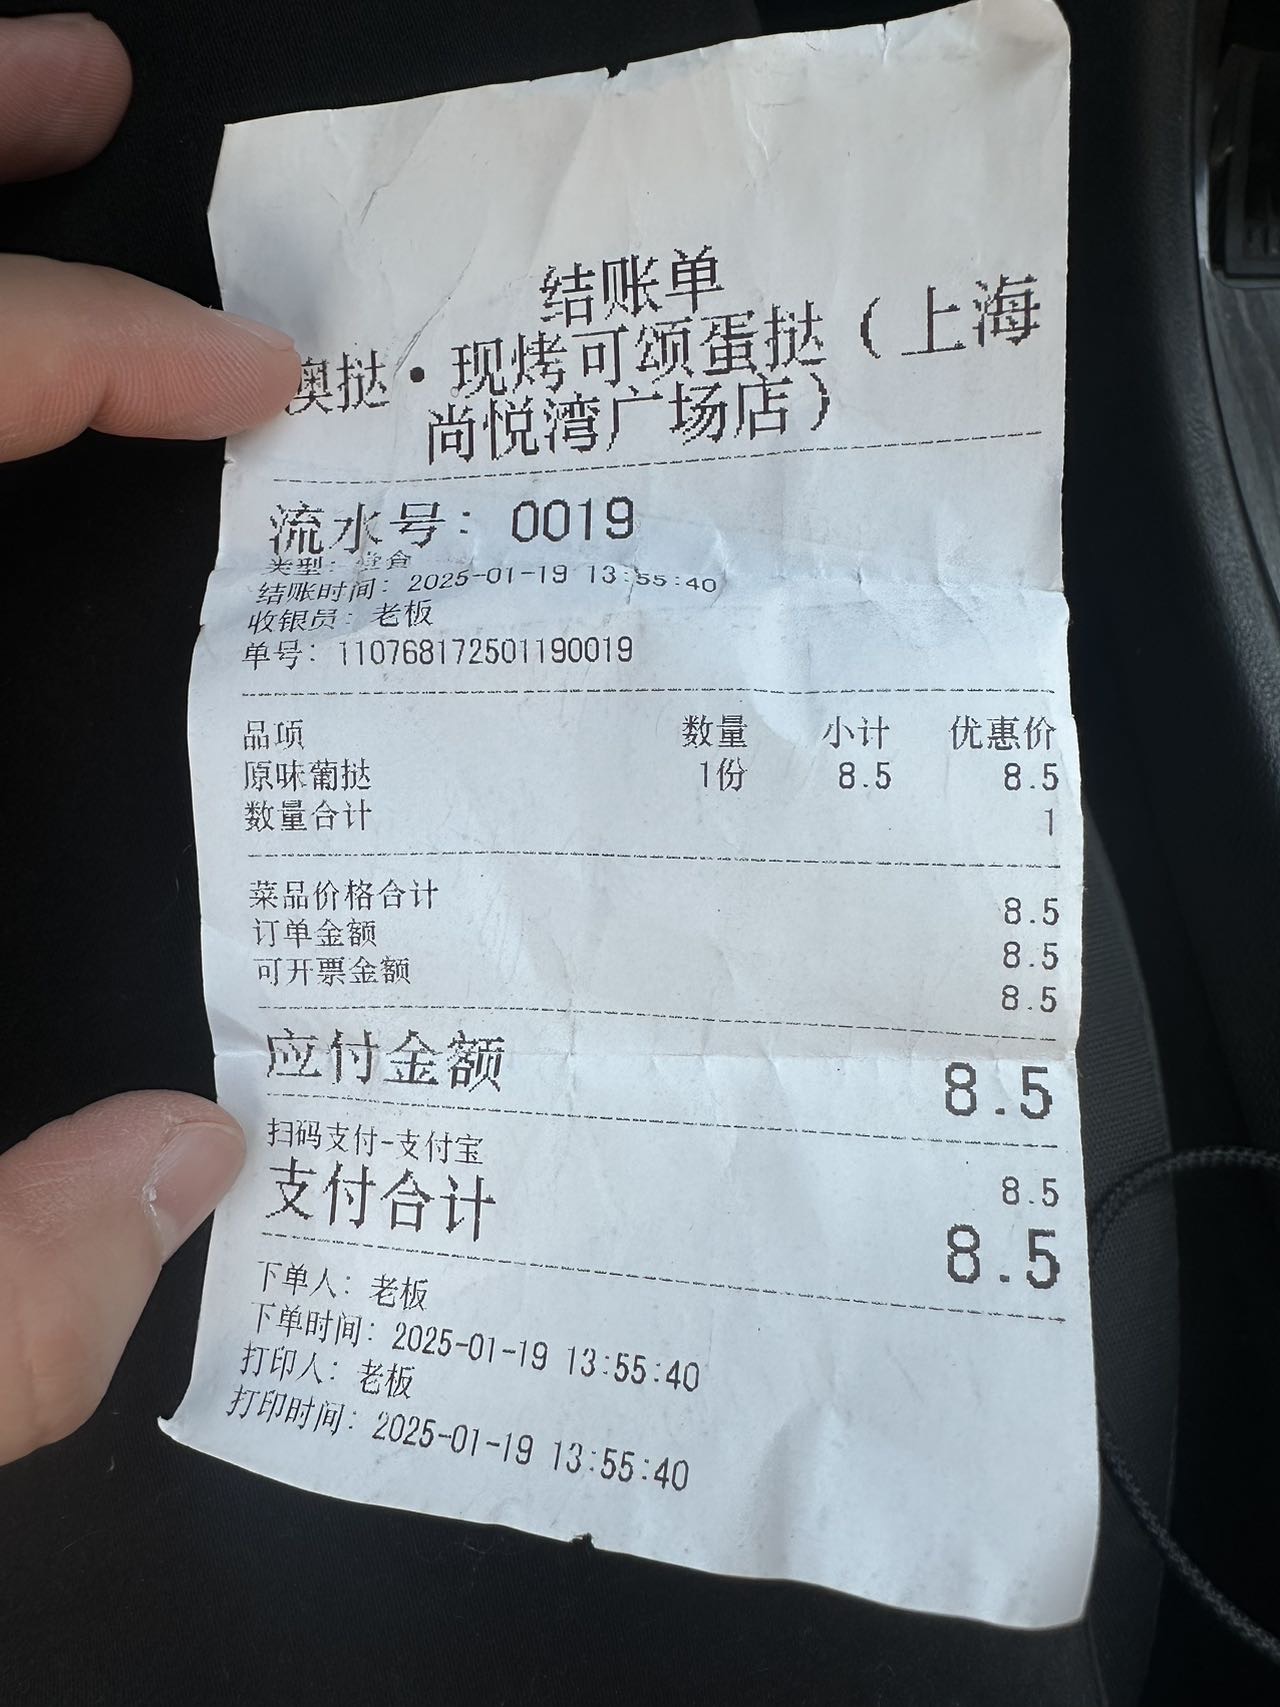 结账单
澳挞·现烤可颂蛋挞（上海
尚悦湾广场店）
流水号：0019
类型：堂食
结账时间：2025-01-19 13:55:40
收银员：老板
单号：110768172501190019
品项 数量 小计 优惠价
原味葡挞 1份 8.5 8.5
数量合计 1
菜品价格合计 8.5
订单金额 8.5
可开票金额 8.5
应付金额 8.5
扫码支付-支付宝 8.5
支付合计 8.5
下单人：老板
下单时间：2025-01-19 13:55:40
打印人：老板
打印时间：2025-01-19 13:55:40